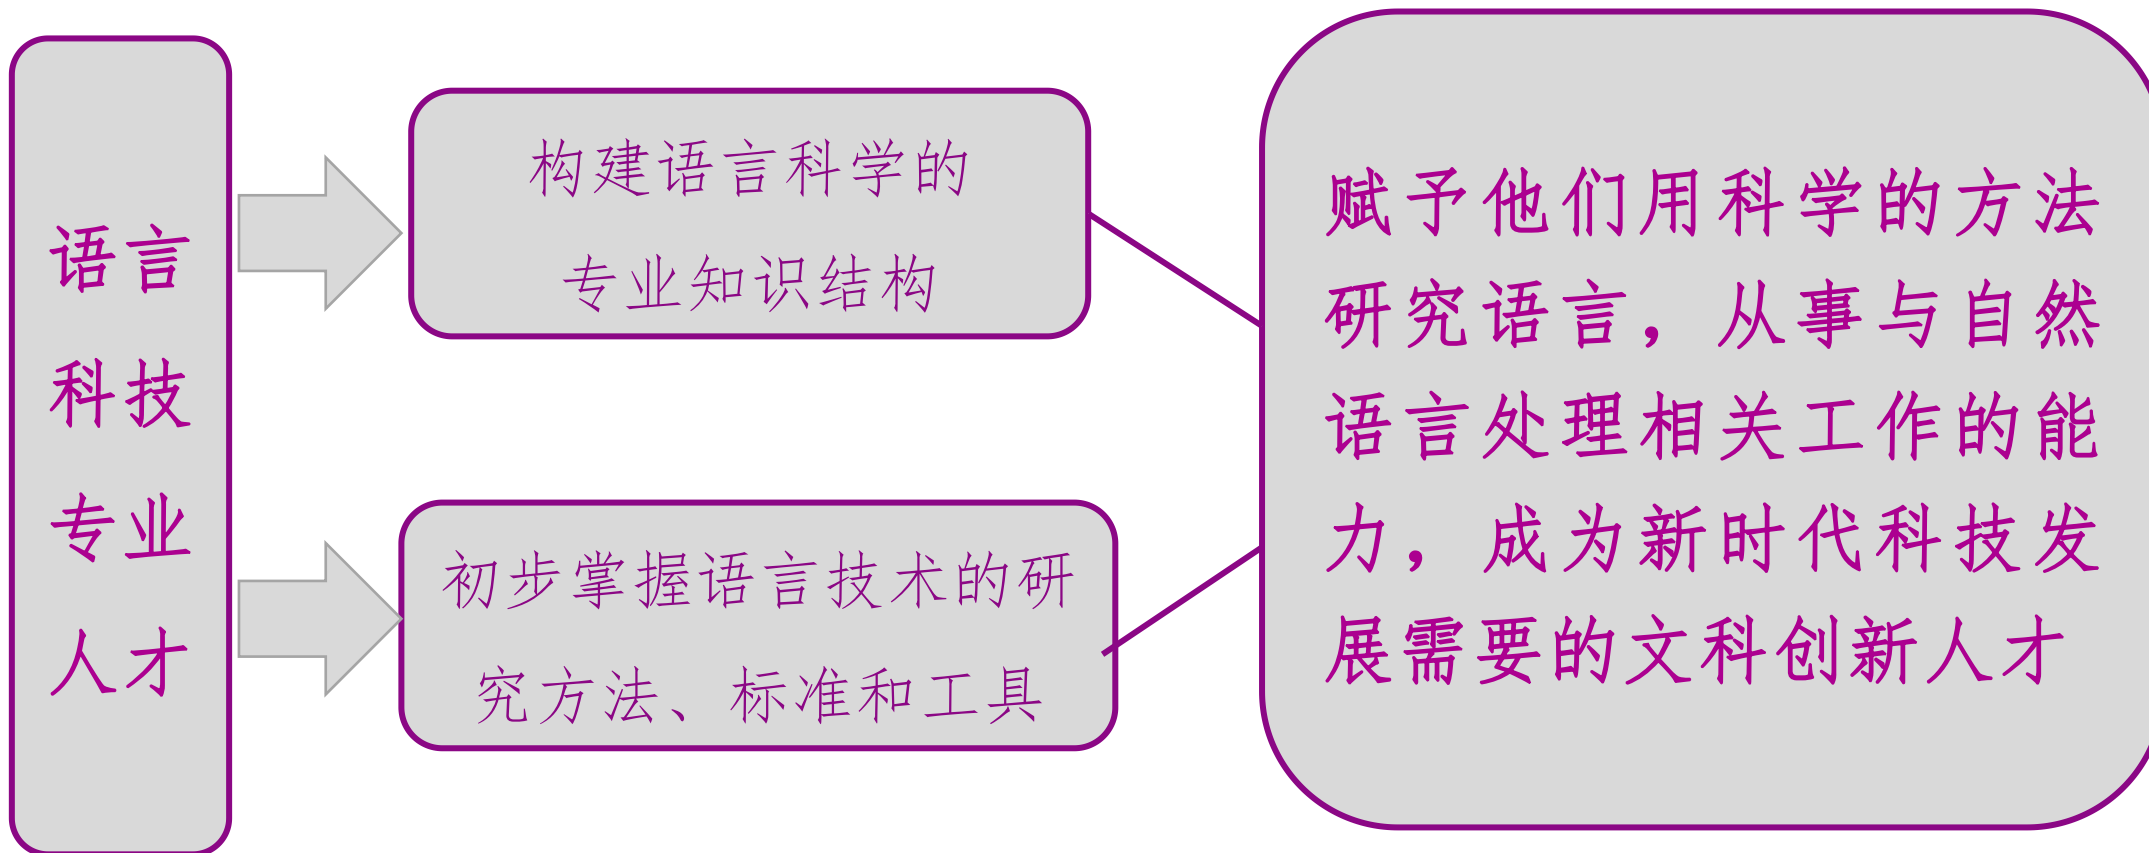 语言
科技
专业
人才
构建语言科学的
专业知识结构
初步掌握语言技术的研
究方法、标准和工具
赋予他们用科学的方法
研究语言，从事与自然
语言处理相关工作的能
力，成为新时代科技发
展需要的文科创新人才